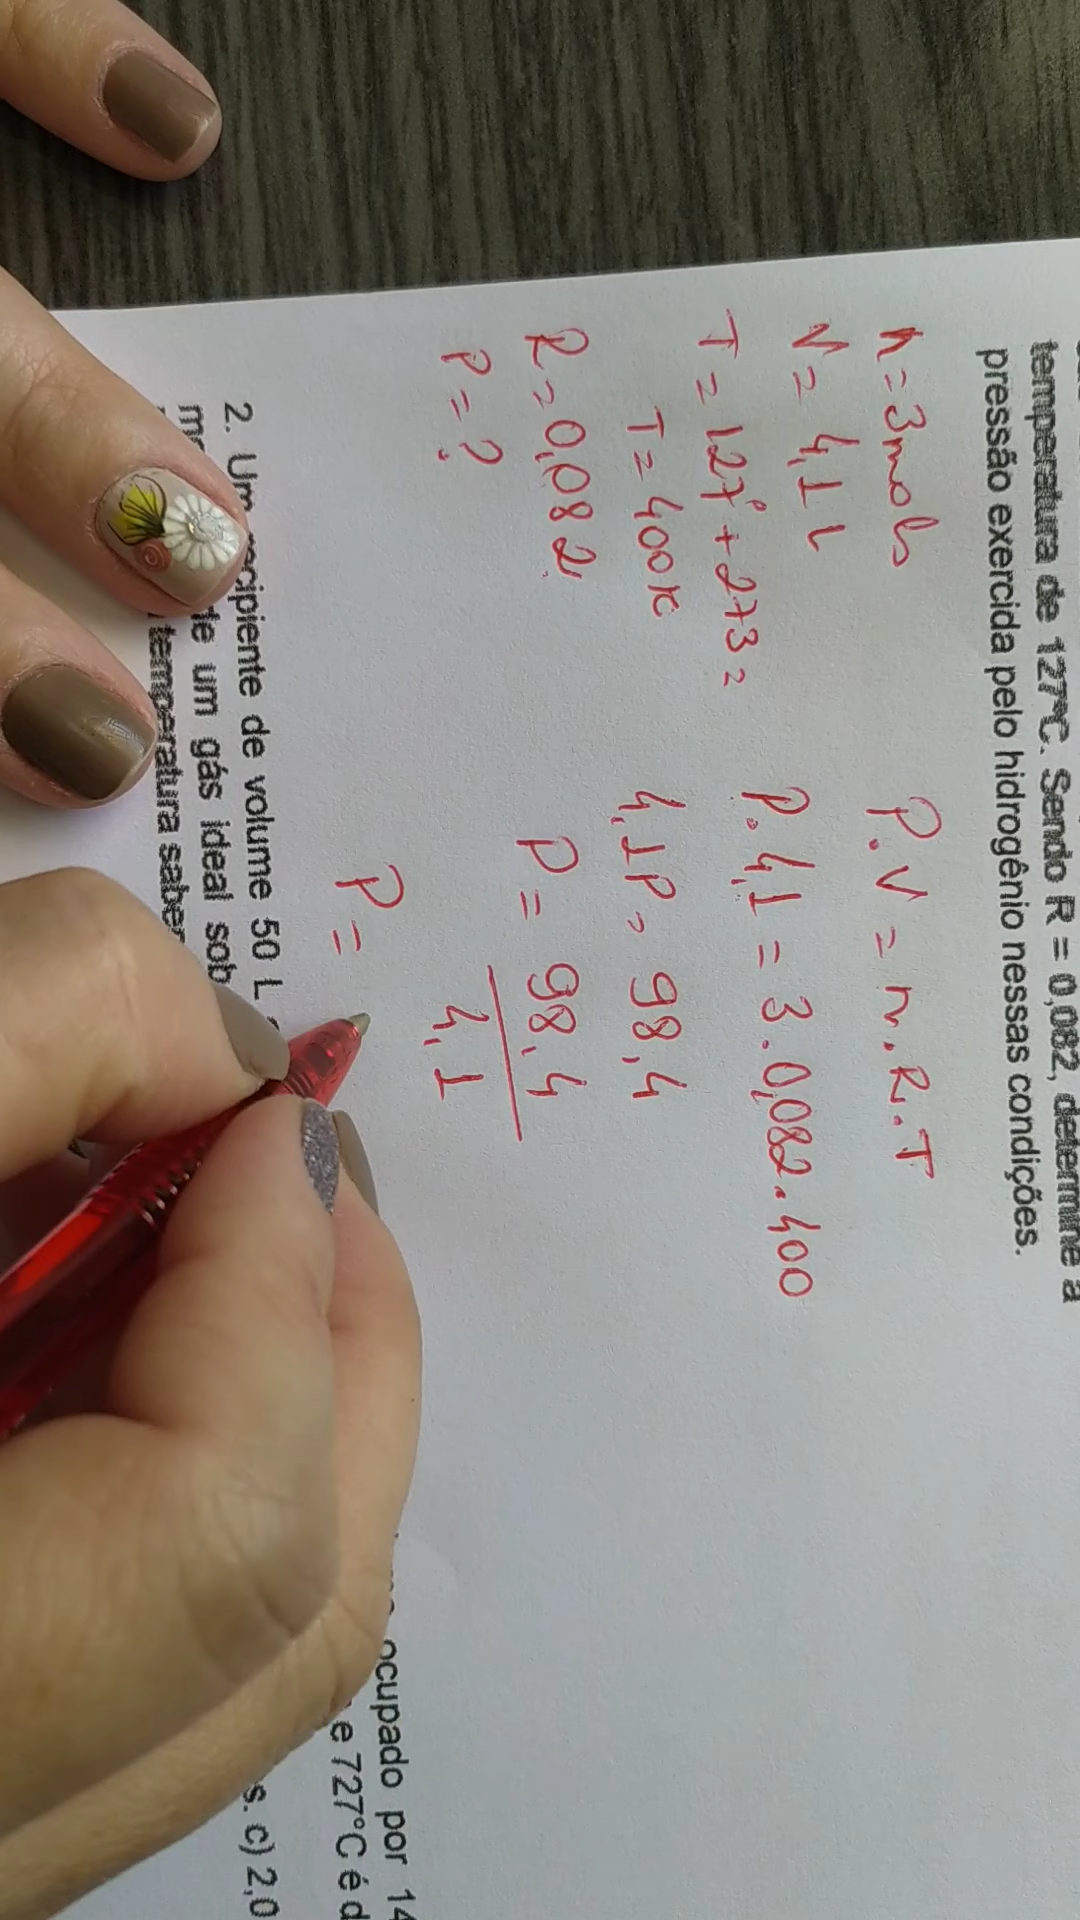 temperatura de 127°C. Sendo R = 0,082, determine a
pressão exercida pelo hidrogênio nessas condições.
n = 3mols
V = 4,1 L
T = 127° + 273 =
T = 400K
R = 0,082
P = ?
P.V = n.R.T
P.4,1 = 3.0,082.400
4,1P = 98,4
P = 98,4
4,1
P =
2. Um recipiente de volume 50 L
de um gás ideal sob
temperatura
ocupado por 14
e 727°C é d
s. c) 2,0